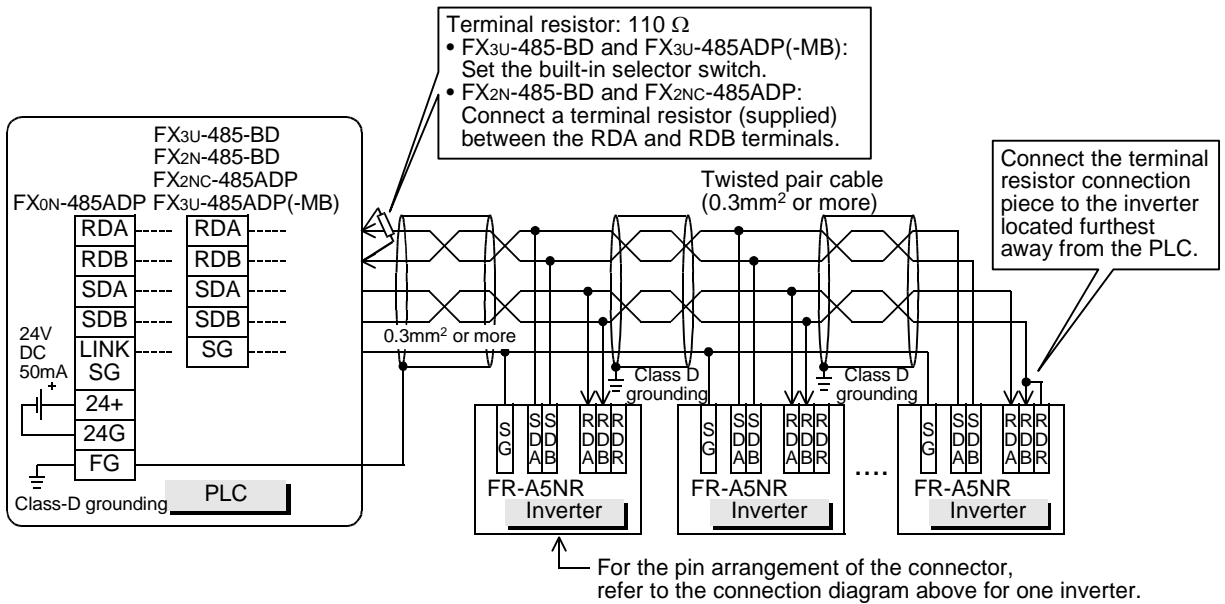 Terminal resistor: 110 Ω
• FX3U-485-BD and FX3U-485ADP(-MB):
Set the built-in selector switch.
• FX2N-485-BD and FX2NC-485ADP:
Connect a terminal resistor (supplied)
between the RDA and RDB terminals.
Connect the terminal
resistor connection
piece to the inverter
located furthest
away from the PLC.
FX3U-485-BD
FX2N-485-BD
FX2NC-485ADP
FX0N-485ADP FX3U-485ADP(-MB)
Twisted pair cable
(0.3mm2 or more)
RDA RDA
RDB RDB
SDA SDA
SDB SDB
LINK SG
SG
24+
24G
FG
24V
DC
50mA
+
Class-D grounding
PLC
0.3mm2 or more
Class D
grounding
Class D
grounding
SG SDA SDB RDA RDB RDR
FR-A5NR
Inverter
SG SDA SDB RDA RDB RDR
FR-A5NR
Inverter
....
SG SDA SDB RDA RDB RDR
FR-A5NR
Inverter
For the pin arrangement of the connector,
refer to the connection diagram above for one inverter.